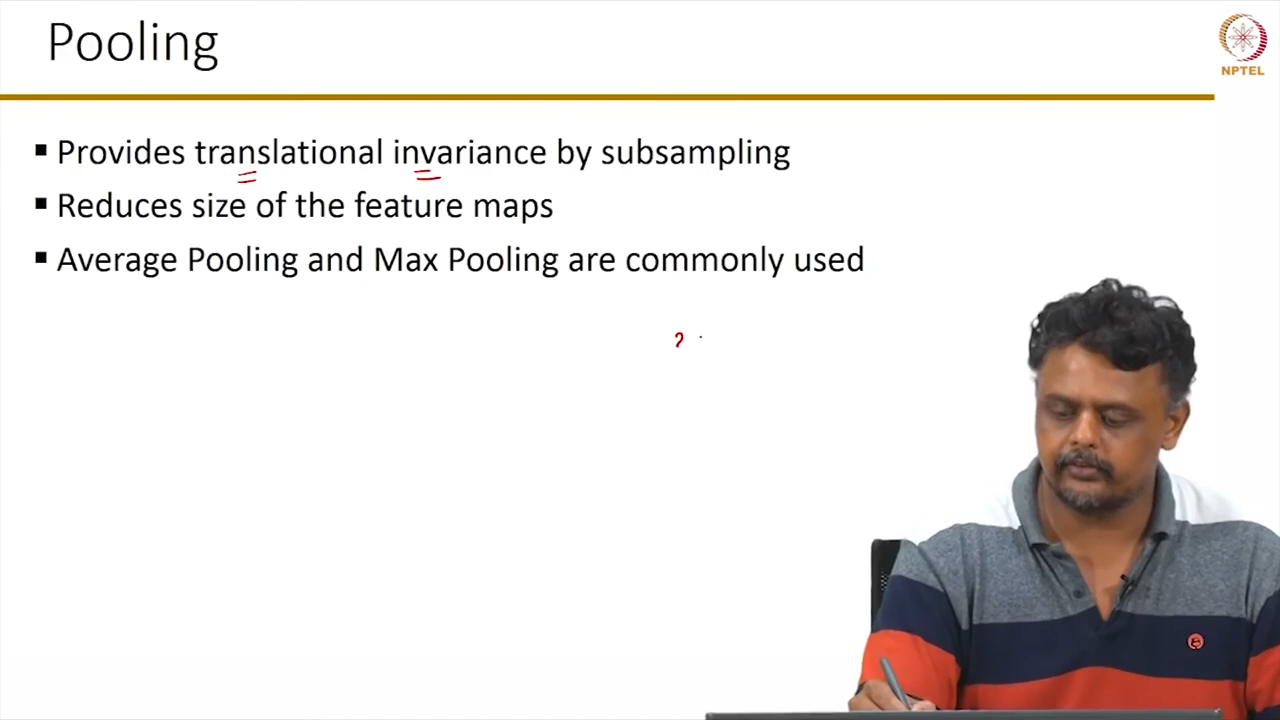 Pooling
NPTEL
▪ Provides translational invariance by subsampling
▪ Reduces size of the feature maps
▪ Average Pooling and Max Pooling are commonly used